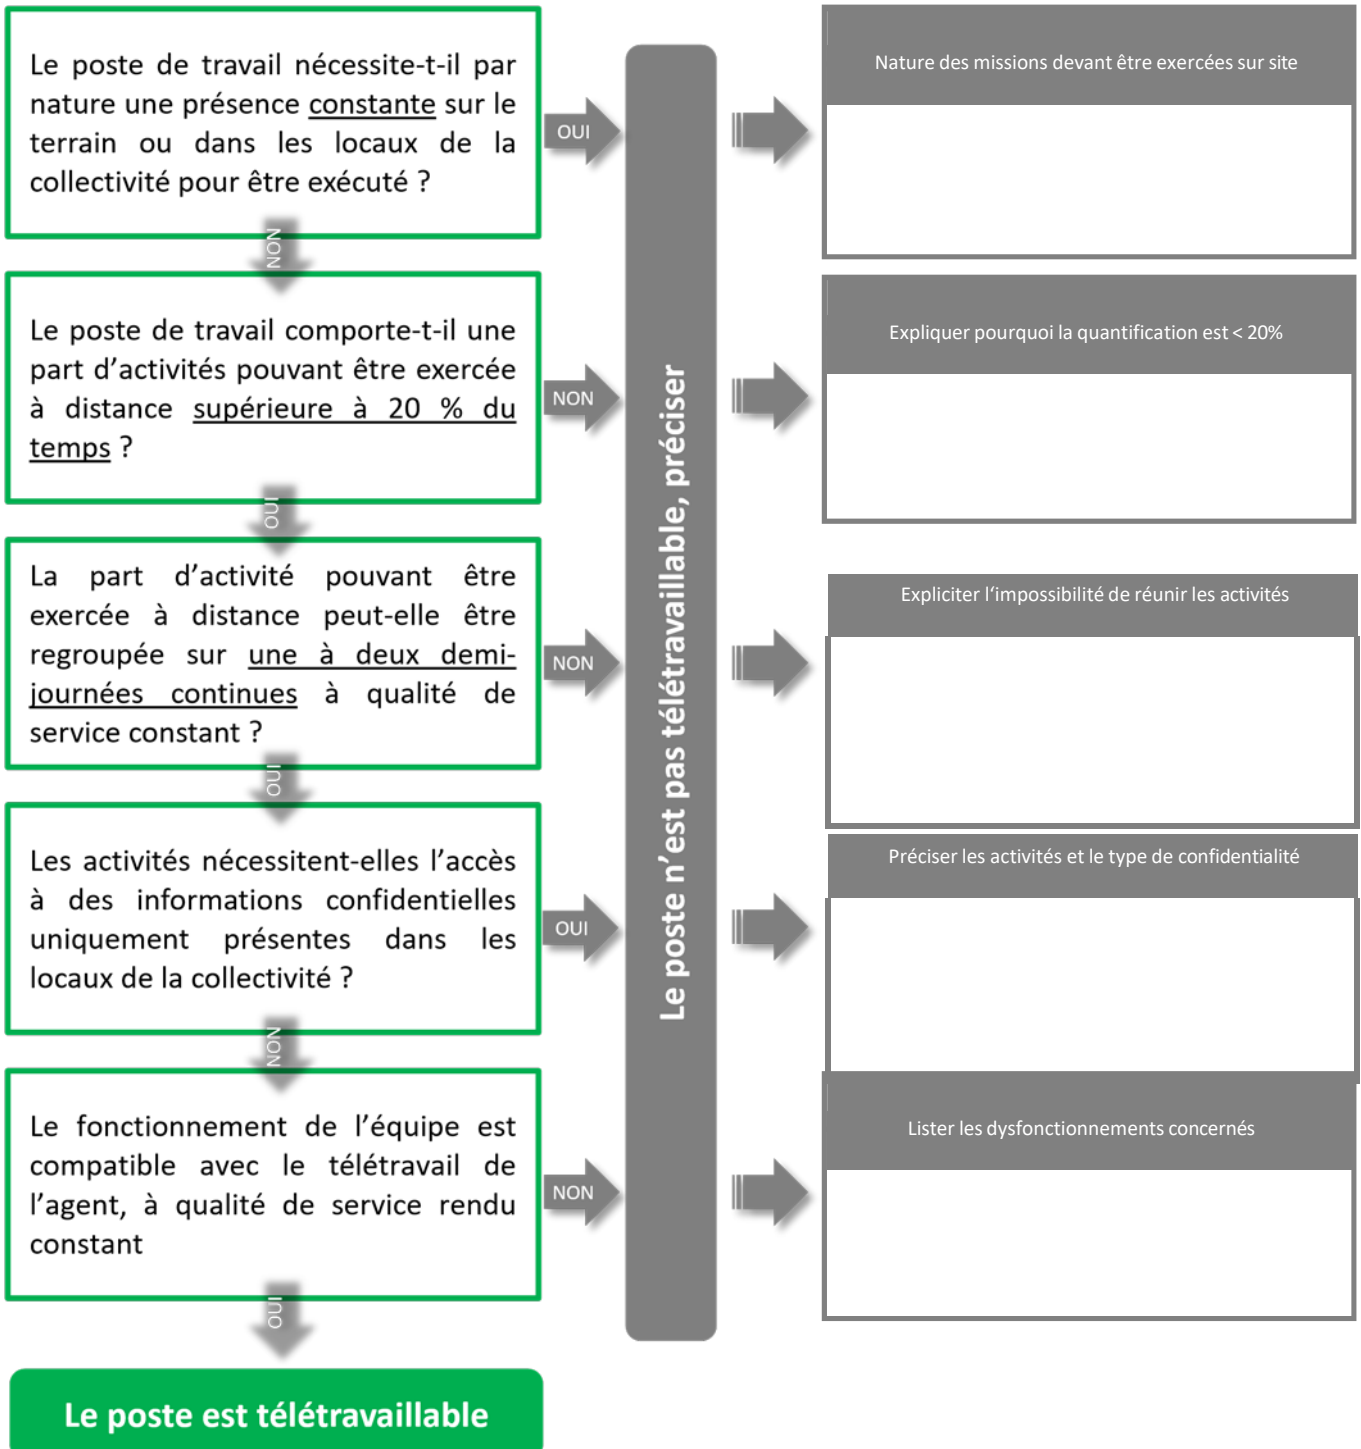 Le poste de travail nécessite-t-il par
nature une présence constante sur le
terrain ou dans les locaux de la
collectivité pour être exécuté ?
OUI
Nature des missions devant être exercées sur site
NON
Le poste de travail comporte-t-il une
part d’activités pouvant être exercée
à distance supérieure à 20 % du
temps ?
NON
Expliquer pourquoi la quantification est < 20%
OUI
La part d’activité pouvant être
exercée à distance peut-elle être
regroupée sur une à deux demi-
journées continues à qualité de
service constant ?
NON
Expliciter l‘impossibilité de réunir les activités
OUI
Les activités nécessitent-elles l’accès
à des informations confidentielles
uniquement présentes dans les
locaux de la collectivité ?
OUI
Préciser les activités et le type de confidentialité
NON
Le fonctionnement de l’équipe est
compatible avec le télétravail de
l’agent, à qualité de service rendu
constant
NON
Lister les dysfonctionnements concernés
OUI
Le poste n’est pas télétravaillable, préciser
Le poste est télétravaillable